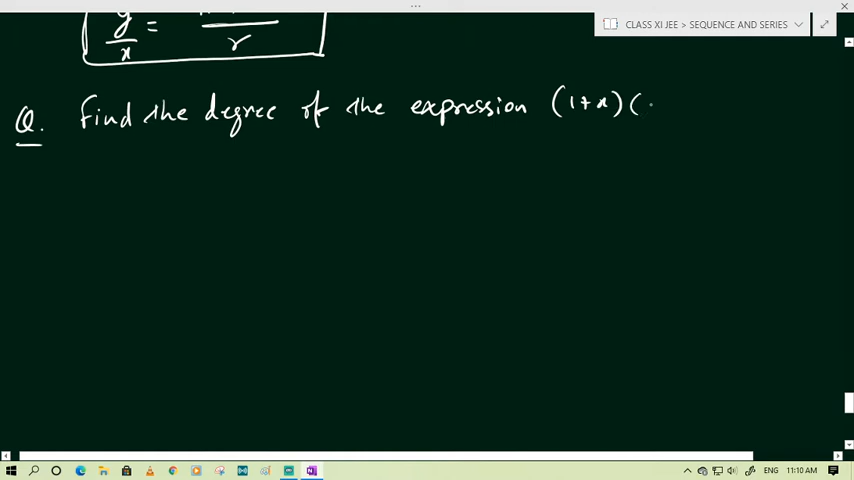 CLASS XI JEE > SEQUENCE AND SERIES
y/x =
r
Q. Find the degree of the expression (1+x)(
ENG 11:10 AM